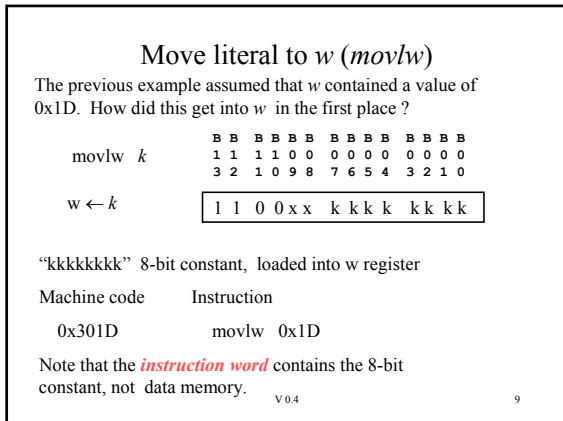 Move literal to w (movlw)
The previous example assumed that w contained a value of
0x1D. How did this get into w in the first place ?
B B B B B B B B B B B B B B
movlw k 1 1 1 1 0 0 0 0 0 0 0 0 0 0
3 2 1 0 9 8 7 6 5 4 3 2 1 0
w ← k 1 1 0 0 x x k k k k k k k k
“kkkkkkkk” 8-bit constant, loaded into w register
Machine code Instruction
0x301D movlw 0x1D
Note that the instruction word contains the 8-bit
constant, not data memory.
V 0.4 9